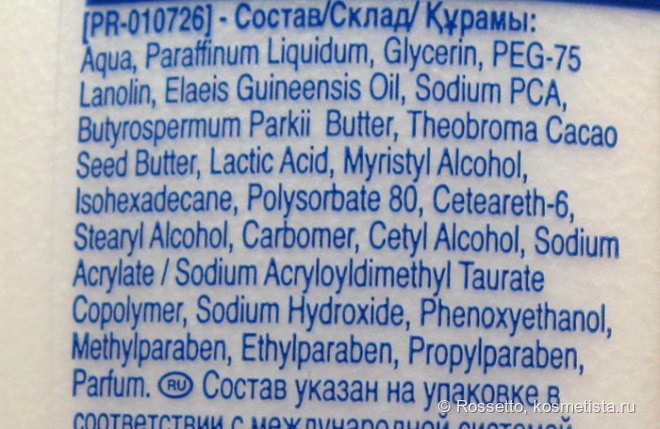 [PR-010726] - Состав/Склад/ Құрамы:
Aqua, Paraffinum Liquidum, Glycerin, PEG-75
Lanolin, Elaeis Guineensis Oil, Sodium PCA,
Butyrospermum Parkii Butter, Theobroma Cacao
Seed Butter, Lactic Acid, Myristyl Alcohol,
Isohexadecane, Polysorbate 80, Ceteareth-6,
Stearyl Alcohol, Carbomer, Cetyl Alcohol, Sodium
Acrylate / Sodium Acryloyldimethyl Taurate
Copolymer, Sodium Hydroxide, Phenoxyethanol,
Methylparaben, Ethylparaben, Propylparaben,
Parfum. RU Состав указан на упаковке в
соответствии с международной системой
© Rossetto, kosmetista.ru